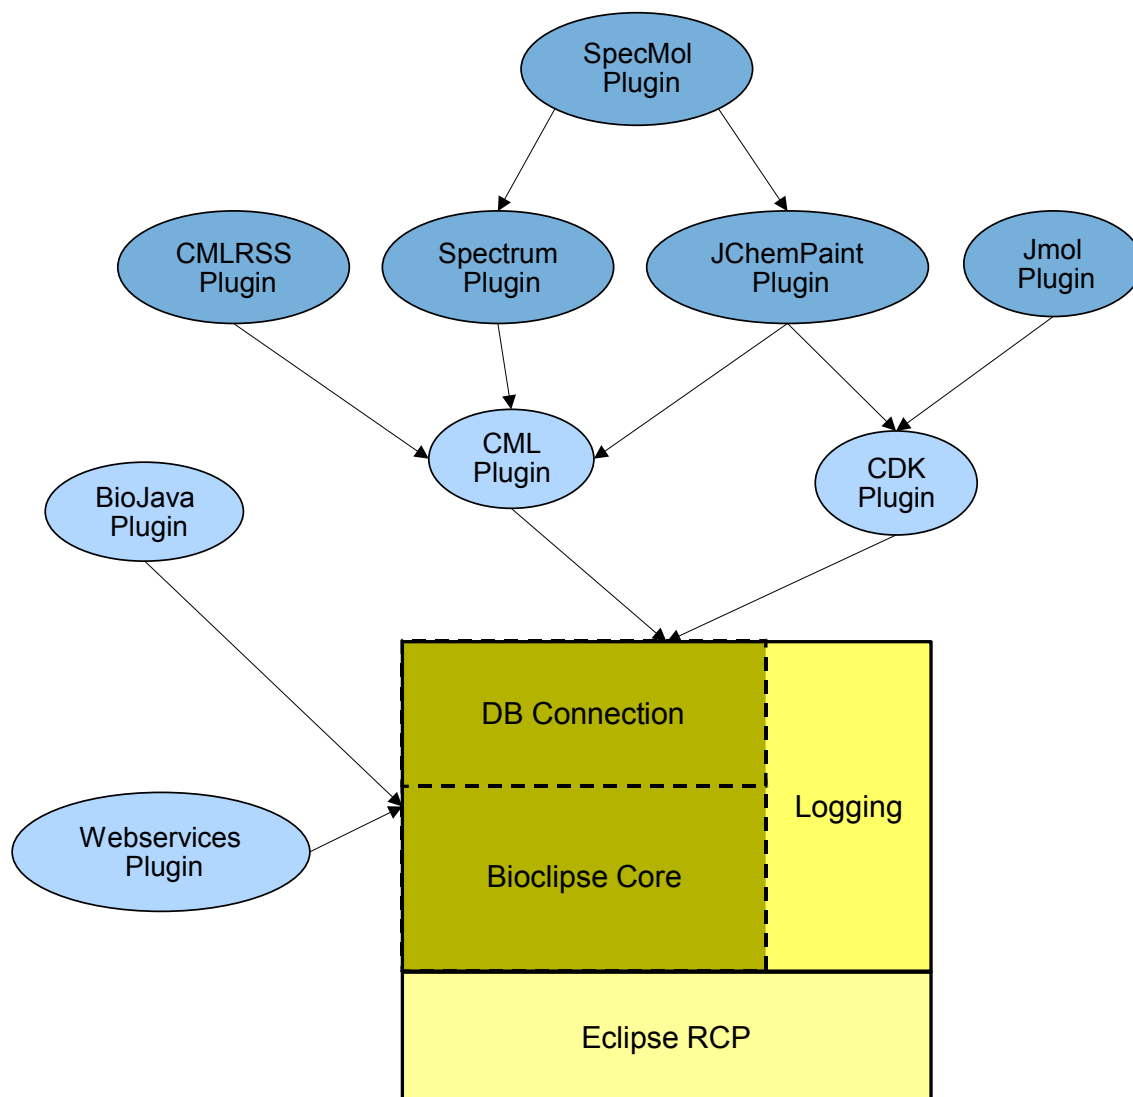 SpecMol
Plugin
CMLRSS
Plugin
Spectrum
Plugin
JChemPaint
Plugin
Jmol
Plugin
CML
Plugin
CDK
Plugin
BioJava
Plugin
DB Connection
Logging
Webservices
Plugin
Bioclipse Core
Eclipse RCP